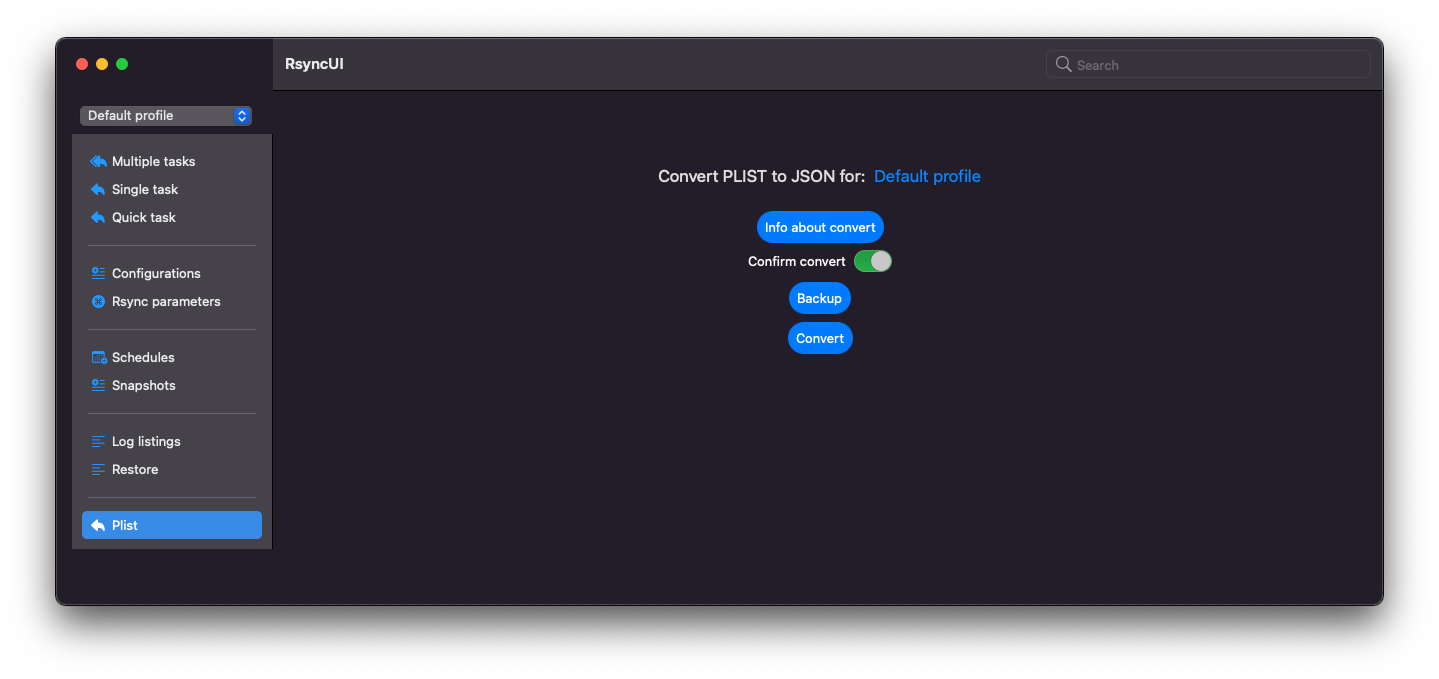 RsyncUI
Search
Default profile
Multiple tasks
Single task
Quick task
Configurations
Rsync parameters
Schedules
Snapshots
Log listings
Restore
Plist
Convert PLIST to JSON for: Default profile
Info about convert
Confirm convert
Backup
Convert